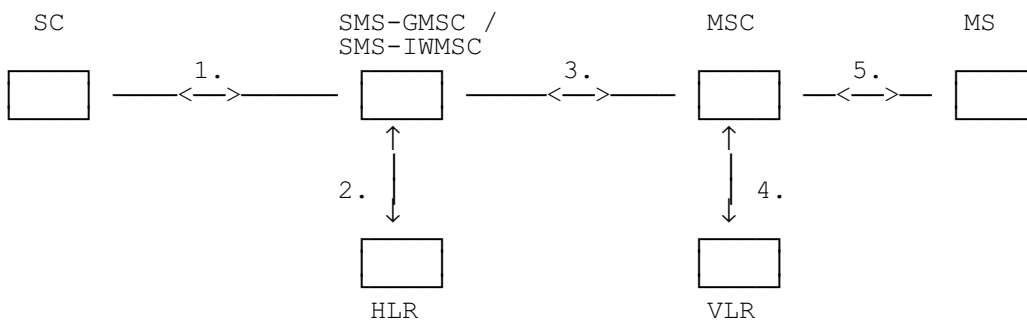 SC
SMS-GMSC /
SMS-IWMSC
MSC
MS
1.
3.
5.
2.
4.
HLR
VLR